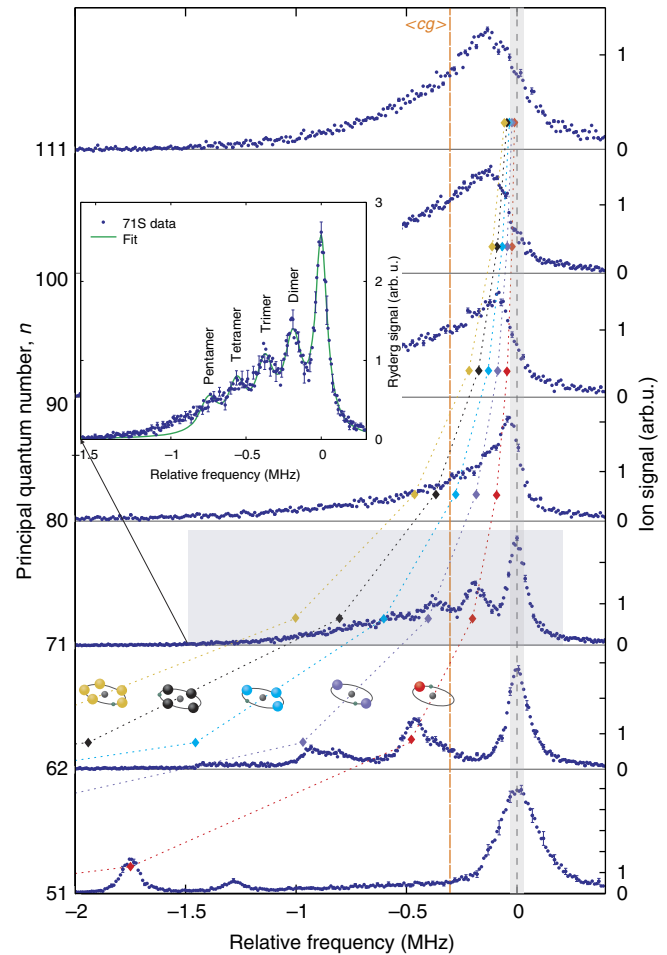 <cg>
Principal quantum number, n
111
100
90
80
71
62
51
Ion signal (arb.u.)
1
0
1
0
1
0
1
0
1
0
1
0
1
0
−2
−1.5
−1
−0.5
0
Relative frequency (MHz)
71S data
Fit
Pentamer
Tetramer
Trimer
Dimer
3
2
1
0
Ryderg signal (arb. u.)
−1.5
−1
−0.5
0
Relative frequency (MHz)